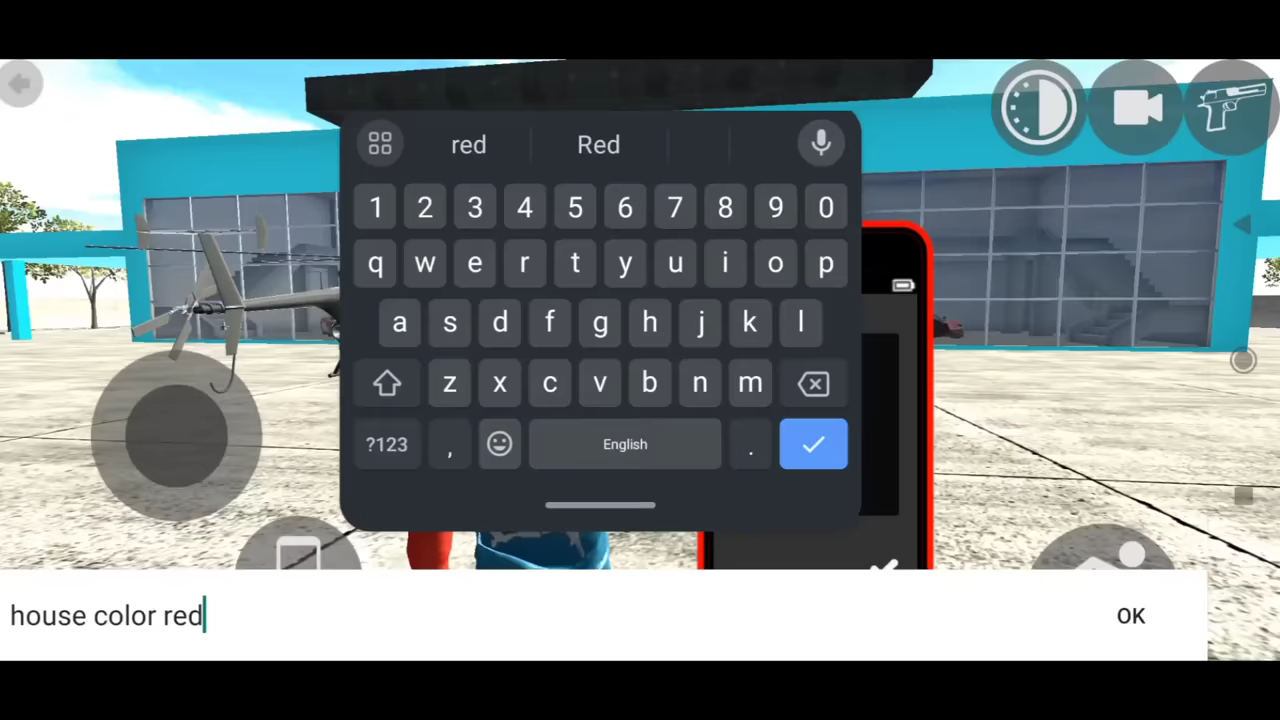 red Red
1 2 3 4 5 6 7 8 9 0
q w e r t y u i o p
a s d f g h j k l
z x c v b n m
?123 , English .
house color red OK